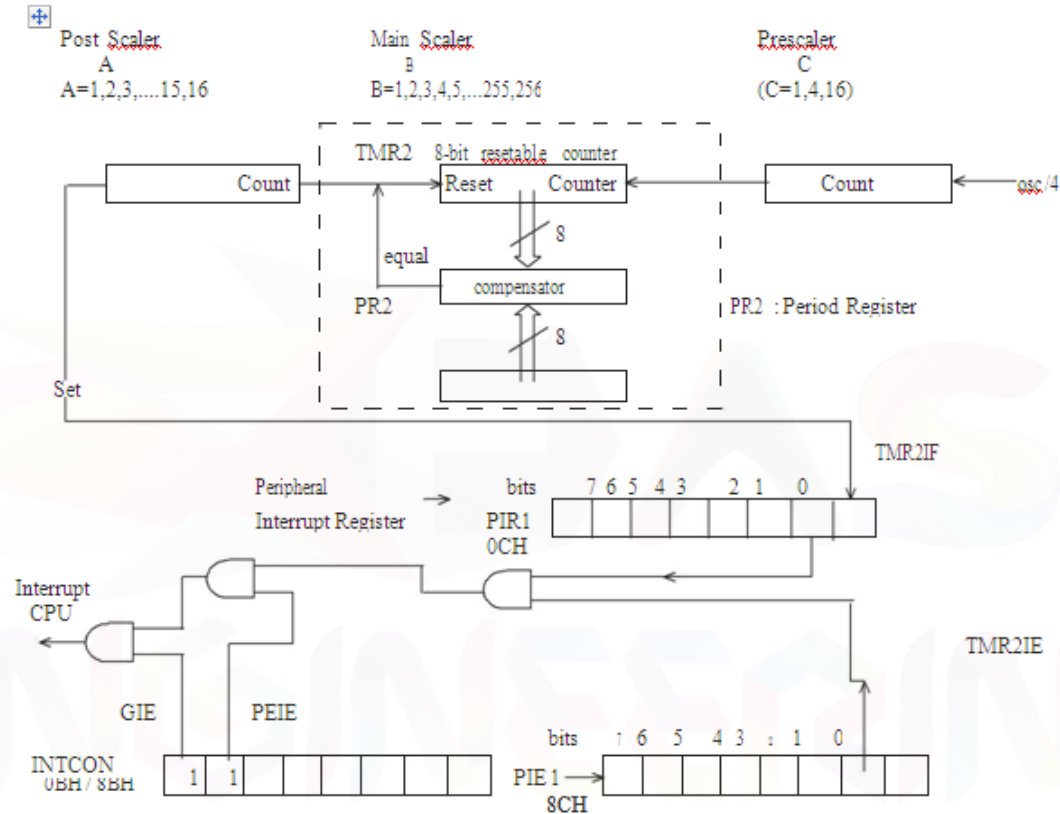 Post Scaler Main Scaler Prescaler
A B C
A=1,2,3,....15,16 B=1,2,3,4,5,...255,256 (C=1,4,16)
TMR2 8-bit resetable counter
Count Reset Counter Count osc/4
8
equal
compensator
PR2 PR2 : Period Register
8
Set
TMR2IF
Peripheral bits 7 6 5 4 3 2 1 0
Interrupt Register PIR1
0CH
Interrupt
CPU
TMR2IE
GIE PEIE
bits 7 6 5 4 3 2 1 0
INTCON 1 1 PIE 1
0BH / 8BH 8CH